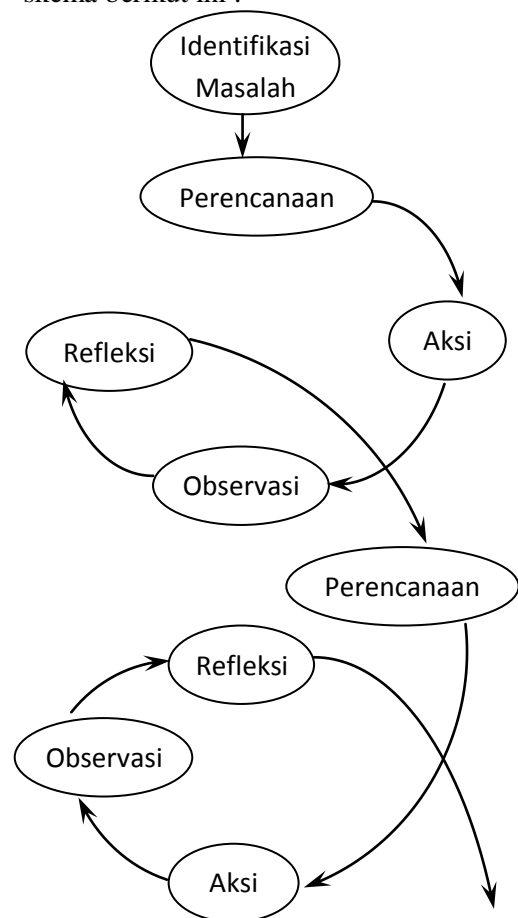 skema berikut ini :
Identifikasi
Masalah
Perencanaan
Aksi
Refleksi
Observasi
Perencanaan
Refleksi
Observasi
Aksi